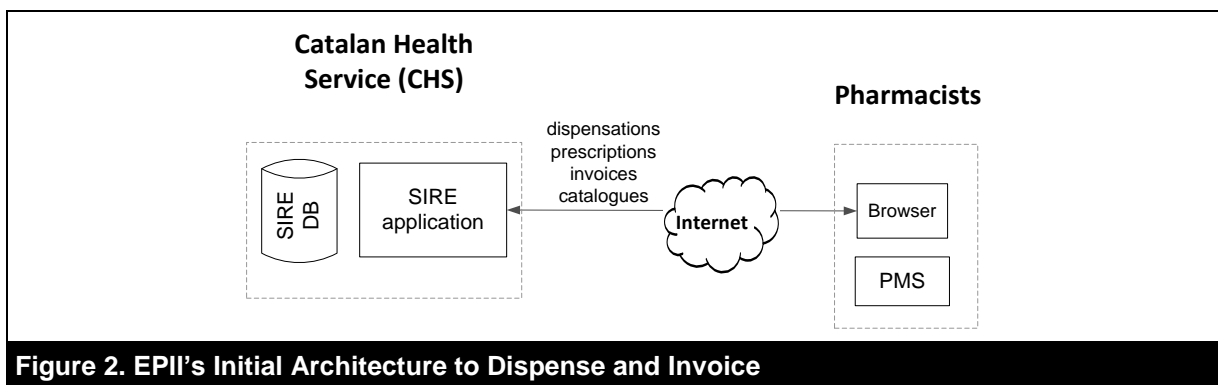 Catalan Health
Service (CHS)
Pharmacists
dispensations
prescriptions
invoices
catalogues
SIRE
DB
SIRE
application
Internet
Browser
PMS
Figure 2. EPII’s Initial Architecture to Dispense and Invoice